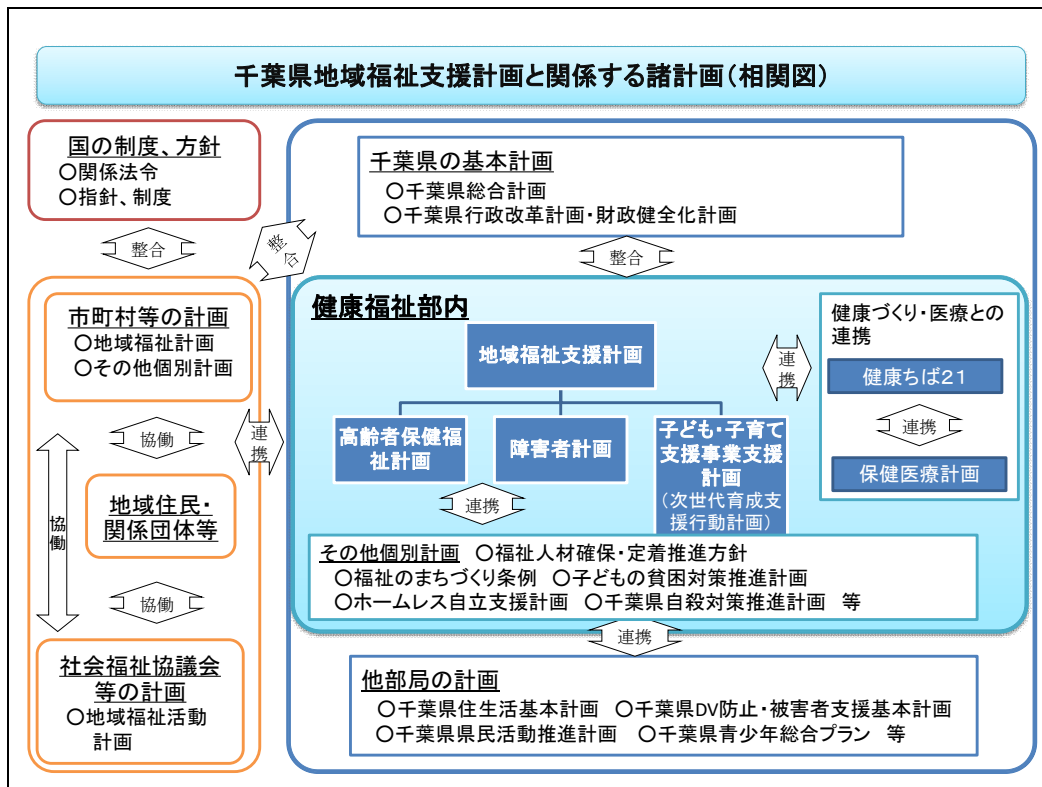 千葉県地域福祉支援計画と関係する諸計画（相関図）
国の制度、方針
○関係法令
○指針、制度
整合
市町村等の計画
○地域福祉計画
○その他個別計画
協働
地域住民・
関係団体等
協働
協働
社会福祉協議会
等の計画
○地域福祉活動
計画
整合
連携
千葉県の基本計画
○千葉県総合計画
○千葉県行政改革計画・財政健全化計画
整合
健康福祉部内
地域福祉支援計画
高齢者保健福
祉計画
障害者計画
子ども・子育て
支援事業支援
計画
（次世代育成支
援行動計画）
連携
連携
健康づくり・医療との
連携
健康ちば２１
連携
保健医療計画
その他個別計画　○福祉人材確保・定着推進方針
○福祉のまちづくり条例　○子どもの貧困対策推進計画
○ホームレス自立支援計画　○千葉県自殺対策推進計画　等
連携
他部局の計画
○千葉県住生活基本計画　○千葉県DV防止・被害者支援基本計画
○千葉県県民活動推進計画　○千葉県青少年総合プラン　等